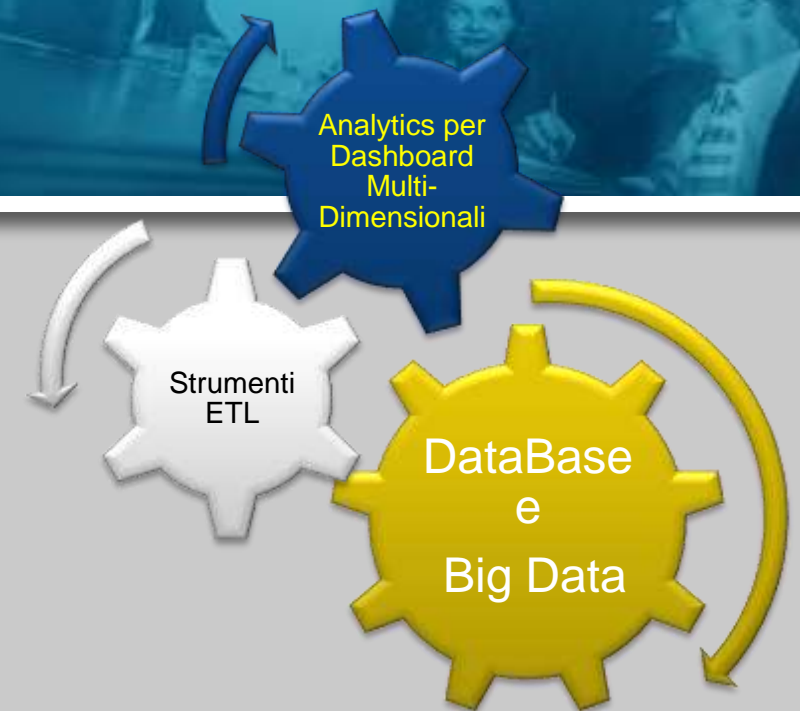 Analytics per
Dashboard
Multi-
Dimensionali
Strumenti
ETL
DataBase
e
Big Data